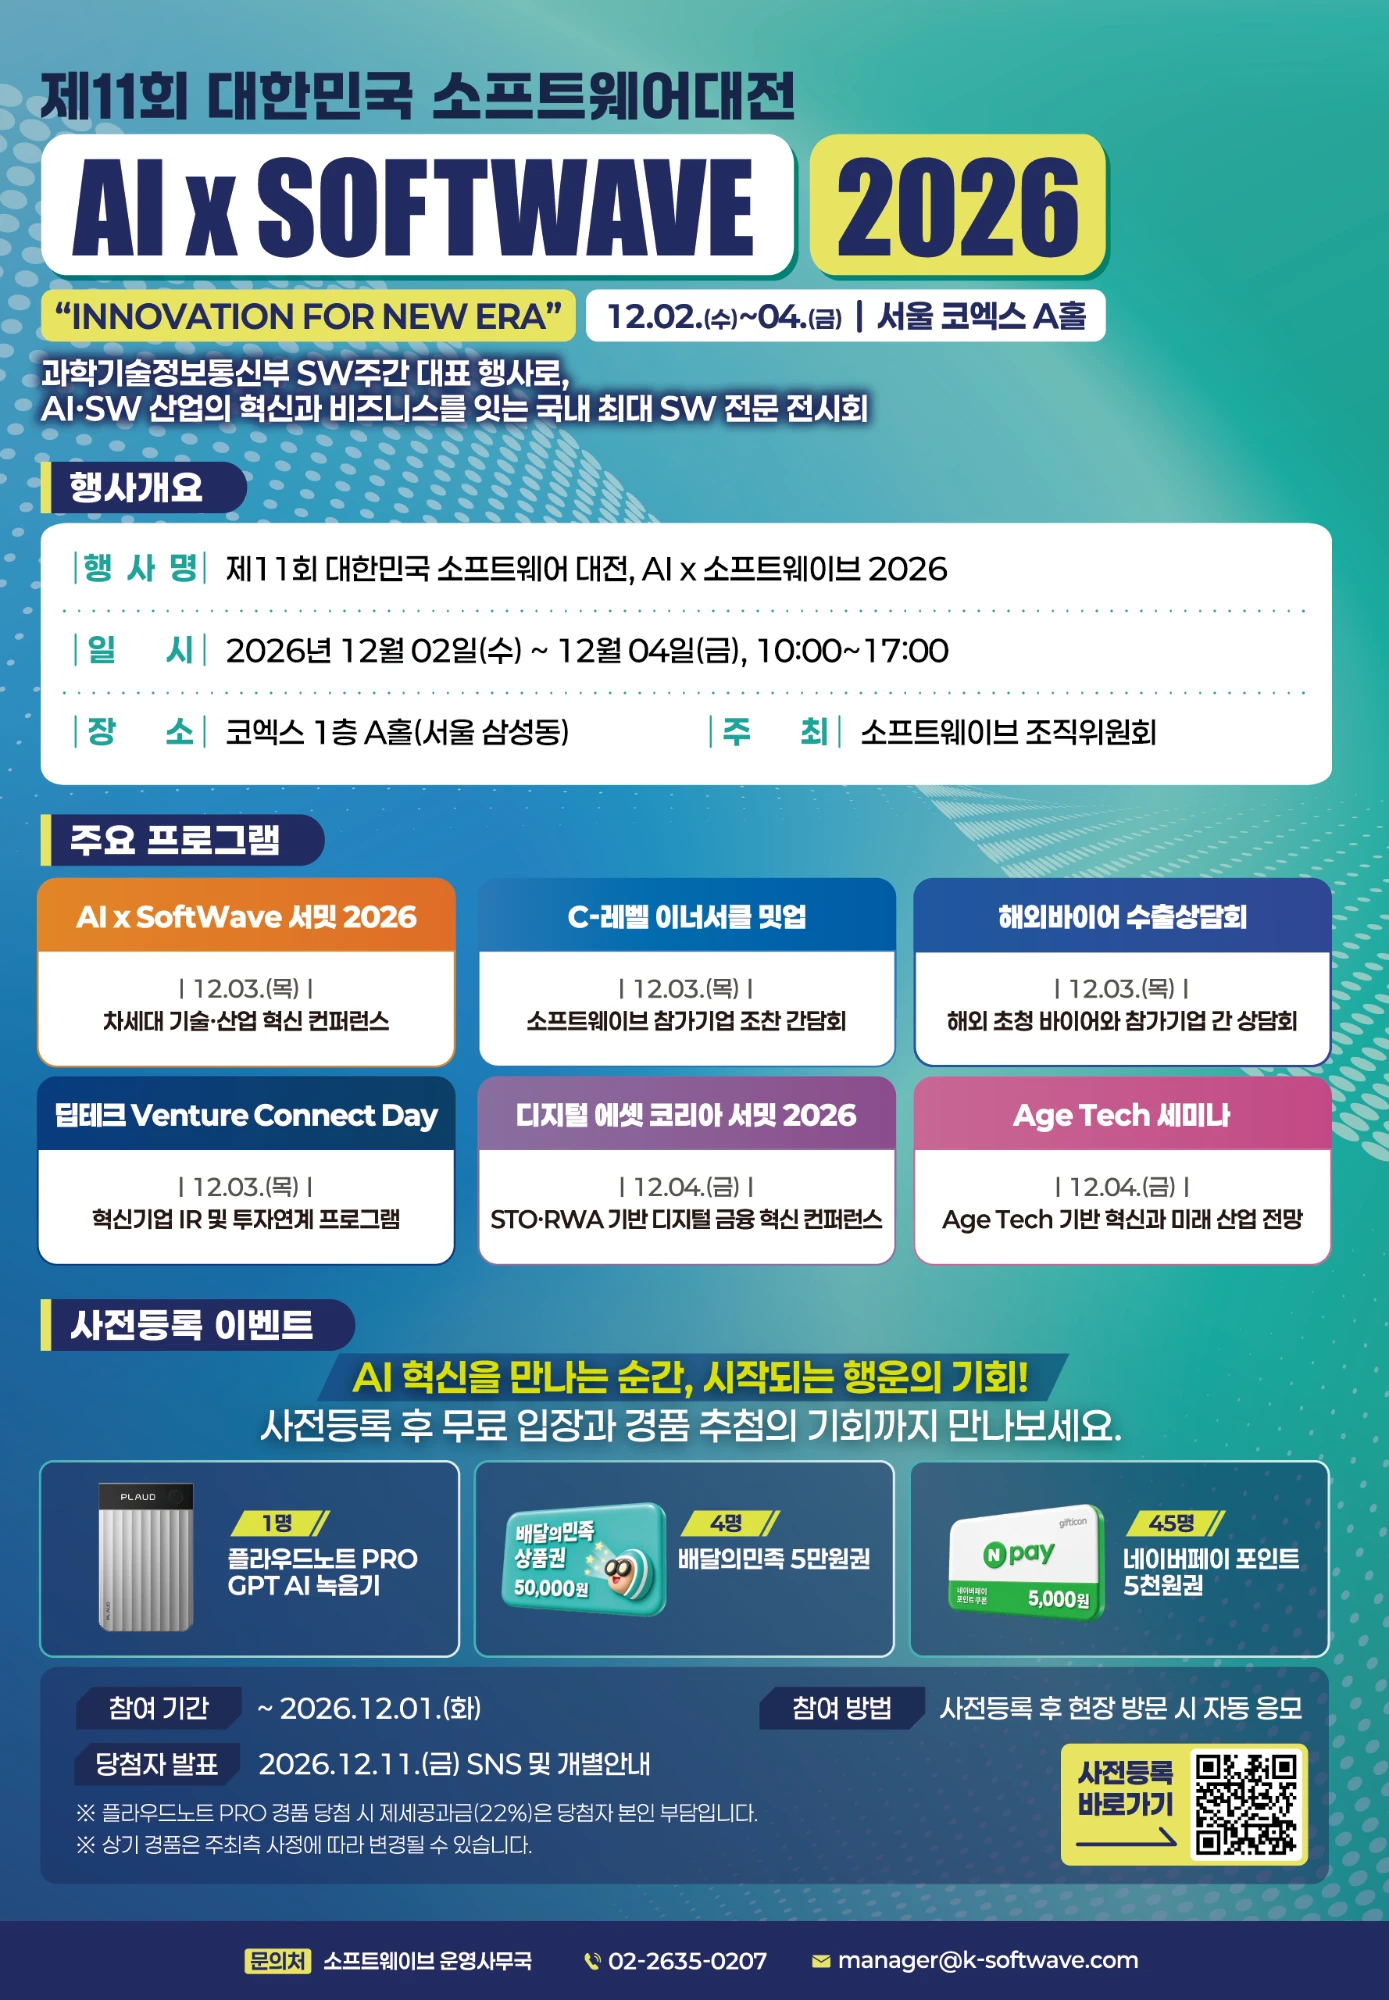 제11회 대한민국 소프트웨어대전
AI x SOFTWAVE 2026
“INNOVATION FOR NEW ERA” 12.02.(수)~04.(금) | 서울 코엑스 A홀
과학기술정보통신부 SW주간 대표 행사로,
AI·SW 산업의 혁신과 비즈니스를 잇는 국내 최대 SW 전문 전시회
행사개요
|행 사 명| 제11회 대한민국 소프트웨어 대전, AI x 소프트웨이브 2026
|일 시| 2026년 12월 02일(수) ~ 12월 04일(금), 10:00~17:00
|장 소| 코엑스 1층 A홀(서울 삼성동) |주 최| 소프트웨이브 조직위원회
주요 프로그램
AI x SoftWave 서밋 2026
| 12.03.(목) |
차세대 기술·산업 혁신 컨퍼런스
C-레벨 이너서클 밋업
| 12.03.(목) |
소프트웨이브 참가기업 조찬 간담회
해외바이어 수출상담회
| 12.03.(목) |
해외 초청 바이어와 참가기업 간 상담회
딥테크 Venture Connect Day
| 12.03.(목) |
혁신기업 IR 및 투자연계 프로그램
디지털 에셋 코리아 서밋 2026
| 12.04.(금) |
STO·RWA 기반 디지털 금융 혁신 컨퍼런스
Age Tech 세미나
| 12.04.(금) |
Age Tech 기반 혁신과 미래 산업 전망
사전등록 이벤트
AI 혁신을 만나는 순간, 시작되는 행운의 기회!
사전등록 후 무료 입장과 경품 추첨의 기회까지 만나보세요.
PLAUD
PLAUD
1명
플라우드노트 PRO
GPT AI 녹음기
배달의민족
상품권
50,000원
4명
배달의민족 5만원권
gifticon
N pay
네이버페이
포인트쿠폰
5,000원
45명
네이버페이 포인트
5천원권
참여 기간 ~ 2026.12.01.(화)
참여 방법 사전등록 후 현장 방문 시 자동 응모
당첨자 발표 2026.12.11.(금) SNS 및 개별안내
※ 플라우드노트 PRO 경품 당첨 시 제세공과금(22%)은 당첨자 본인 부담입니다.
※ 상기 경품은 주최측 사정에 따라 변경될 수 있습니다.
사전등록
바로가기
문의처 소프트웨이브 운영사무국 02-2635-0207 manager@k-softwave.com